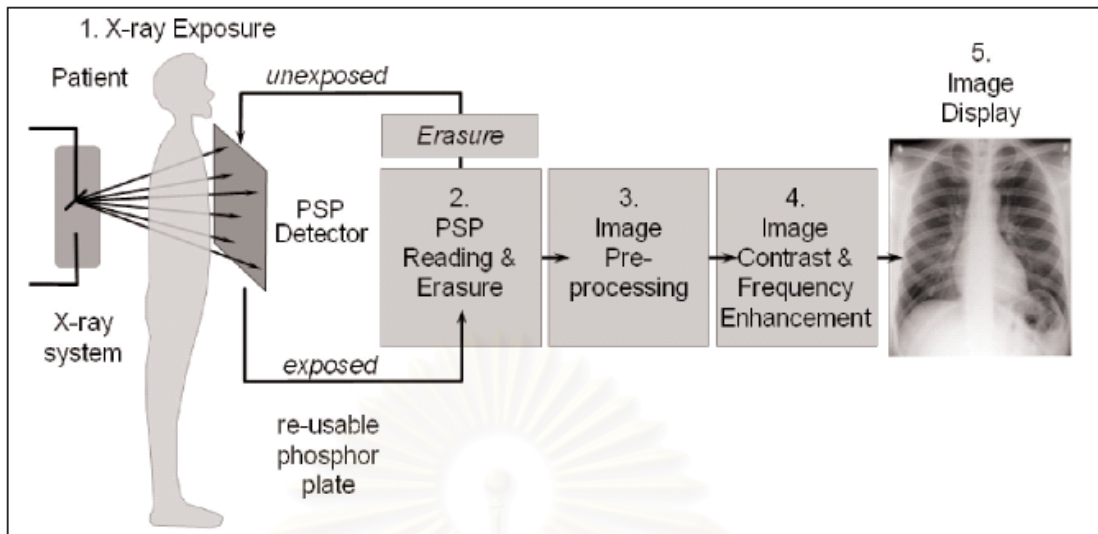 1. X-ray Exposure
Patient
X-ray
system
unexposed
PSP
Detector
exposed
re-usable
phosphor
plate
Erasure
2.
PSP
Reading &
Erasure
3.
Image
Pre-
processing
4.
Image
Contrast &
Frequency
Enhancement
5.
Image
Display